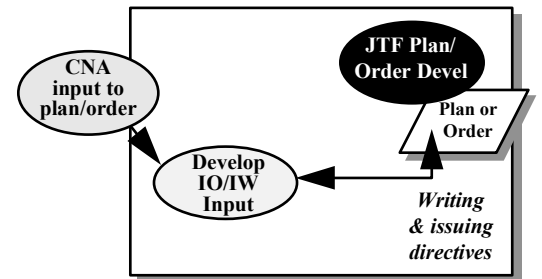 CNA
input to
plan/order
JTF Plan/
Order Devel
Plan or
Order
Develop
IO/IW
Input
Writing
& issuing
directives